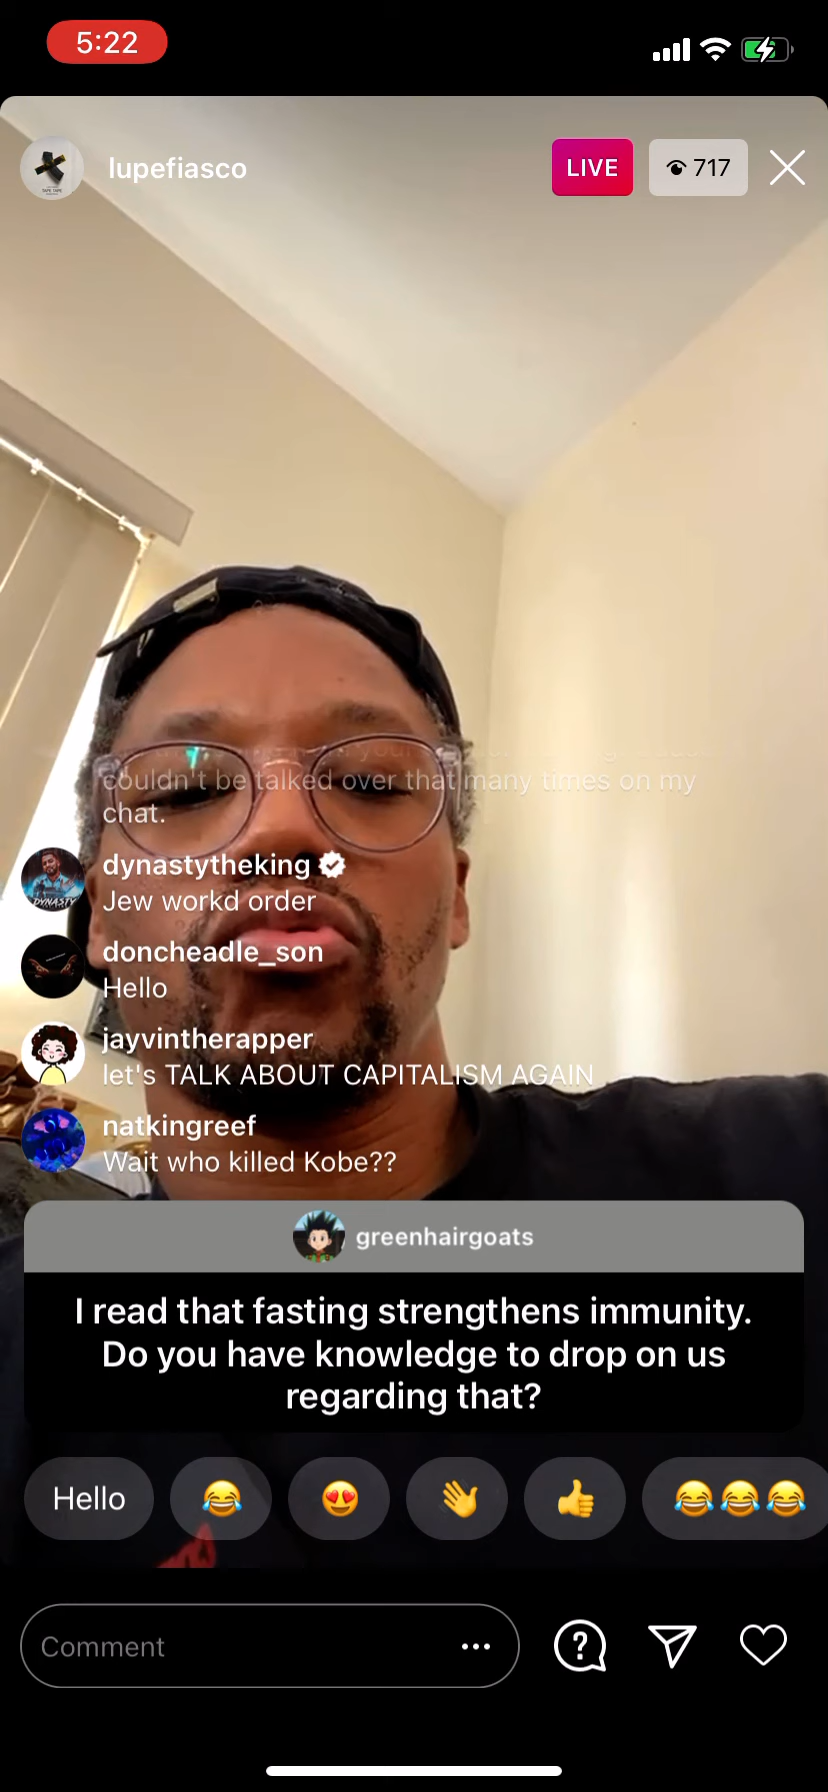 5:22
lupefiasco
LIVE
717
couldn't be talked over that many times on my
chat.
dynastytheking
Jew workd order
doncheadle_son
Hello
jayvintherapper
let's TALK ABOUT CAPITALISM AGAIN
natkingreef
Wait who killed Kobe??
greenhairgoats
I read that fasting strengthens immunity.
Do you have knowledge to drop on us
regarding that?
Hello
Comment
DYNASTY